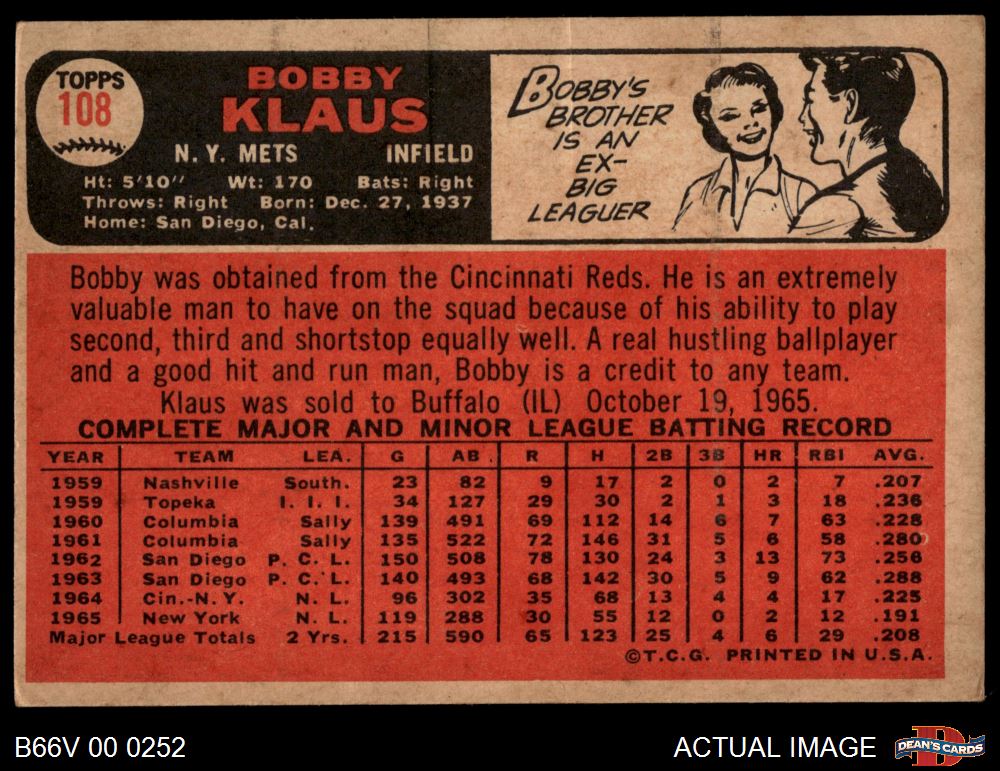 TOPPS
108
BOBBY
KLAUS
N. Y. METS INFIELD
Ht: 5'10" Wt: 170 Bats: Right
Throws: Right Born: Dec. 27, 1937
Home: San Diego, Cal.
BOBBY'S
BROTHER
IS AN
EX-
BIG
LEAGUER
Bobby was obtained from the Cincinnati Reds. He is an extremely
valuable man to have on the squad because of his ability to play
second, third and shortstop equally well. A real hustling ballplayer
and a good hit and run man, Bobby is a credit to any team.
Klaus was sold to Buffalo (IL) October 19, 1965.
COMPLETE MAJOR AND MINOR LEAGUE BATTING RECORD
YEAR TEAM LEA. G AB R H 2B 3B HR RBI AVG.
1959 Nashville South. 23 82 9 17 2 0 2 7 .207
1959 Topeka I. I. I. 34 127 29 30 2 1 3 18 .236
1960 Columbia Sally 139 491 69 112 14 6 7 63 .228
1961 Columbia Sally 135 522 72 146 31 5 6 58 .280
1962 San Diego P. C. L. 150 508 78 130 24 3 13 73 .256
1963 San Diego P. C. L. 140 493 68 142 30 5 9 62 .288
1964 Cin.-N. Y. N. L. 96 302 35 68 13 4 4 17 .225
1965 New York N. L. 119 288 30 55 12 0 2 12 .191
Major League Totals 2 Yrs. 215 590 65 123 25 4 6 29 .208
©T.C.G. PRINTED IN U.S.A.
B66V 00 0252 ACTUAL IMAGE
DEAN'S CARDS